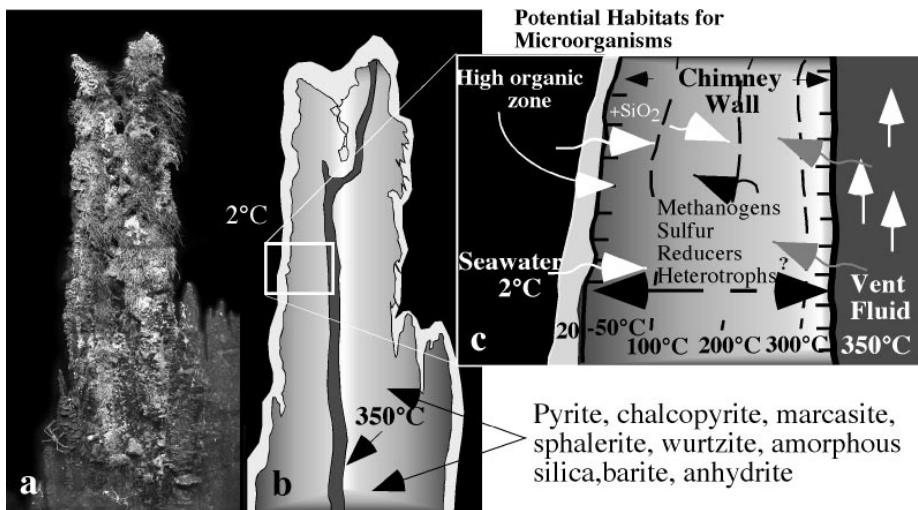 Potential Habitats for
Microorganisms
High organic
zone
Chimney
Wall
+SiO2
2°C
Methanogens
Sulfur
Reducers
Heterotrophs
?
Seawater
2°C
Vent
Fluid
350°C
20 -50°C
100°C
200°C
300°C
c
350°C
a
b
Pyrite, chalcopyrite, marcasite,
sphalerite, wurtzite, amorphous
silica,barite, anhydrite